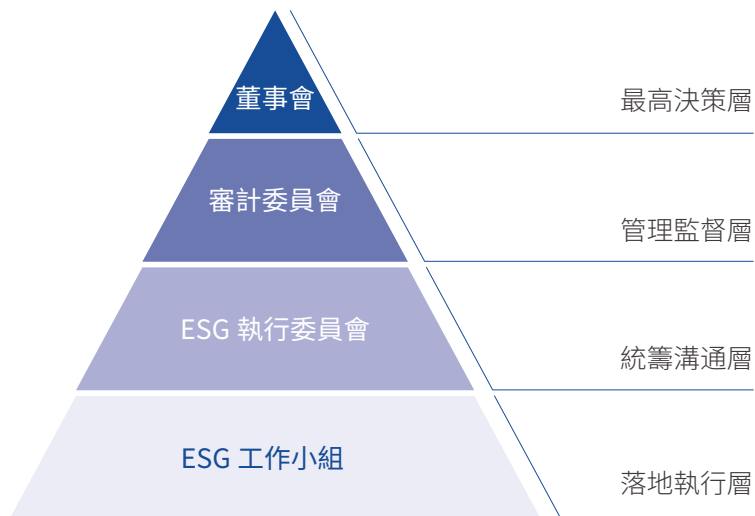 董事會
最高決策層
審計委員會
管理監督層
ESG 執行委員會
統籌溝通層
ESG 工作小組
落地執行層